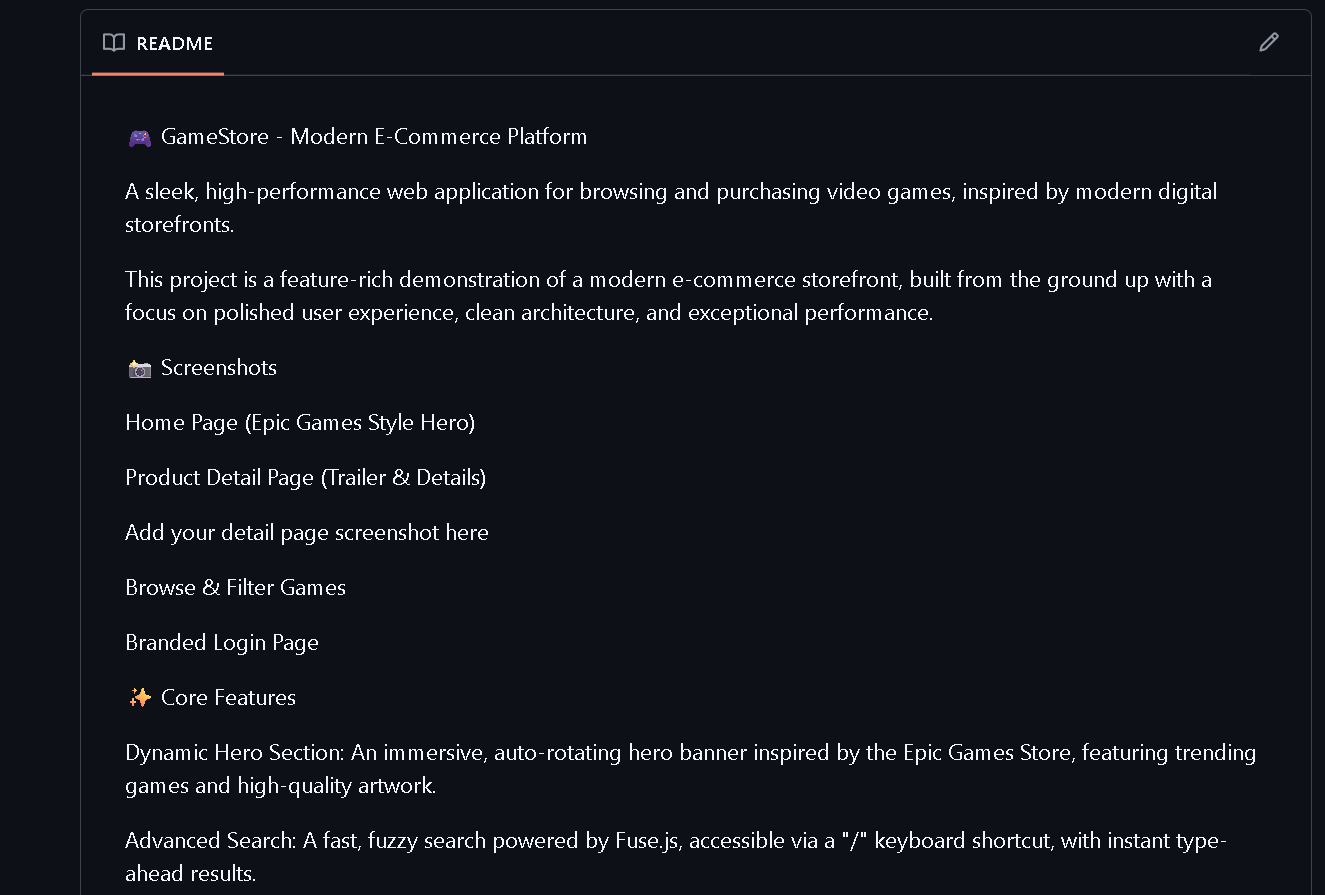 README
🎮 GameStore - Modern E-Commerce Platform
A sleek, high-performance web application for browsing and purchasing video games, inspired by modern digital
storefronts.
This project is a feature-rich demonstration of a modern e-commerce storefront, built from the ground up with a
focus on polished user experience, clean architecture, and exceptional performance.
📸 Screenshots
Home Page (Epic Games Style Hero)
Product Detail Page (Trailer & Details)
Add your detail page screenshot here
Browse & Filter Games
Branded Login Page
✨ Core Features
Dynamic Hero Section: An immersive, auto-rotating hero banner inspired by the Epic Games Store, featuring trending
games and high-quality artwork.
Advanced Search: A fast, fuzzy search powered by Fuse.js, accessible via a "/" keyboard shortcut, with instant type-
ahead results.